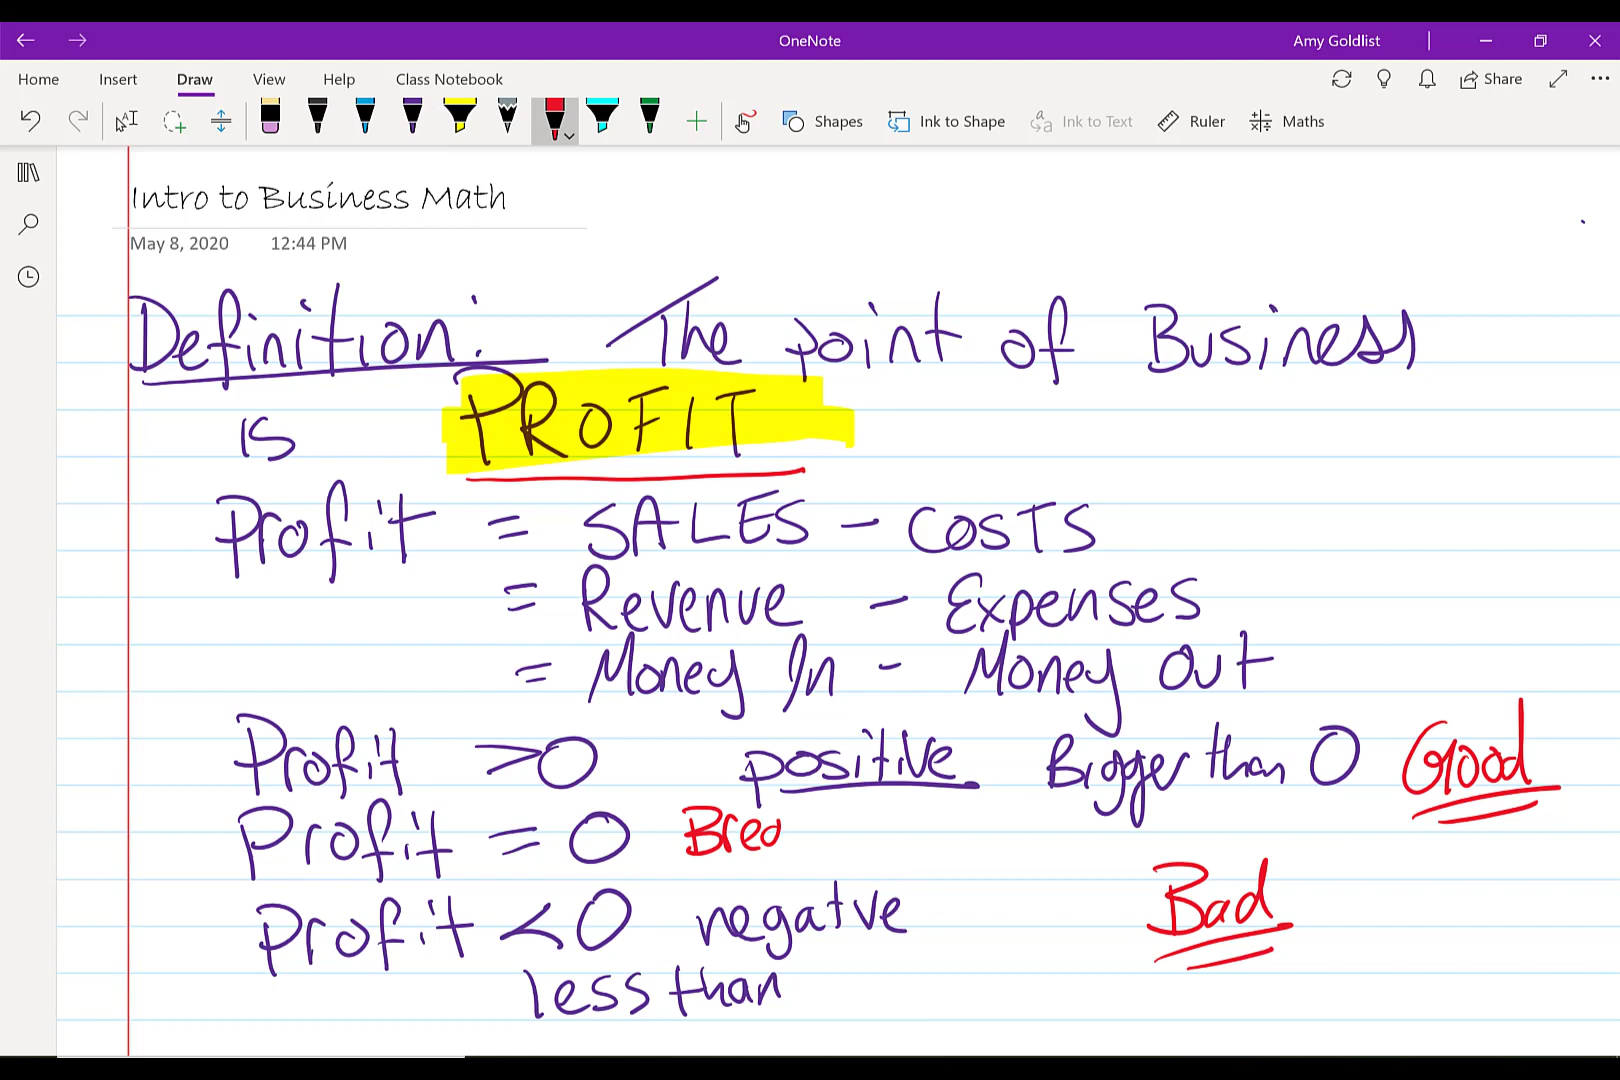 OneNote
Amy Goldlist
Home Insert Draw View Help Class Notebook
Share
Shapes Ink to Shape Ink to Text Ruler Maths
Intro to Business Math
May 8, 2020 12:44 PM
Definition: The point of Business
is PROFIT
Profit = SALES - COSTS
= Revenue - Expenses
= Money In - Money Out
Profit >0 positive Bigger than 0 Good
Profit = 0 Brea
Profit <0 negatve Bad
less than